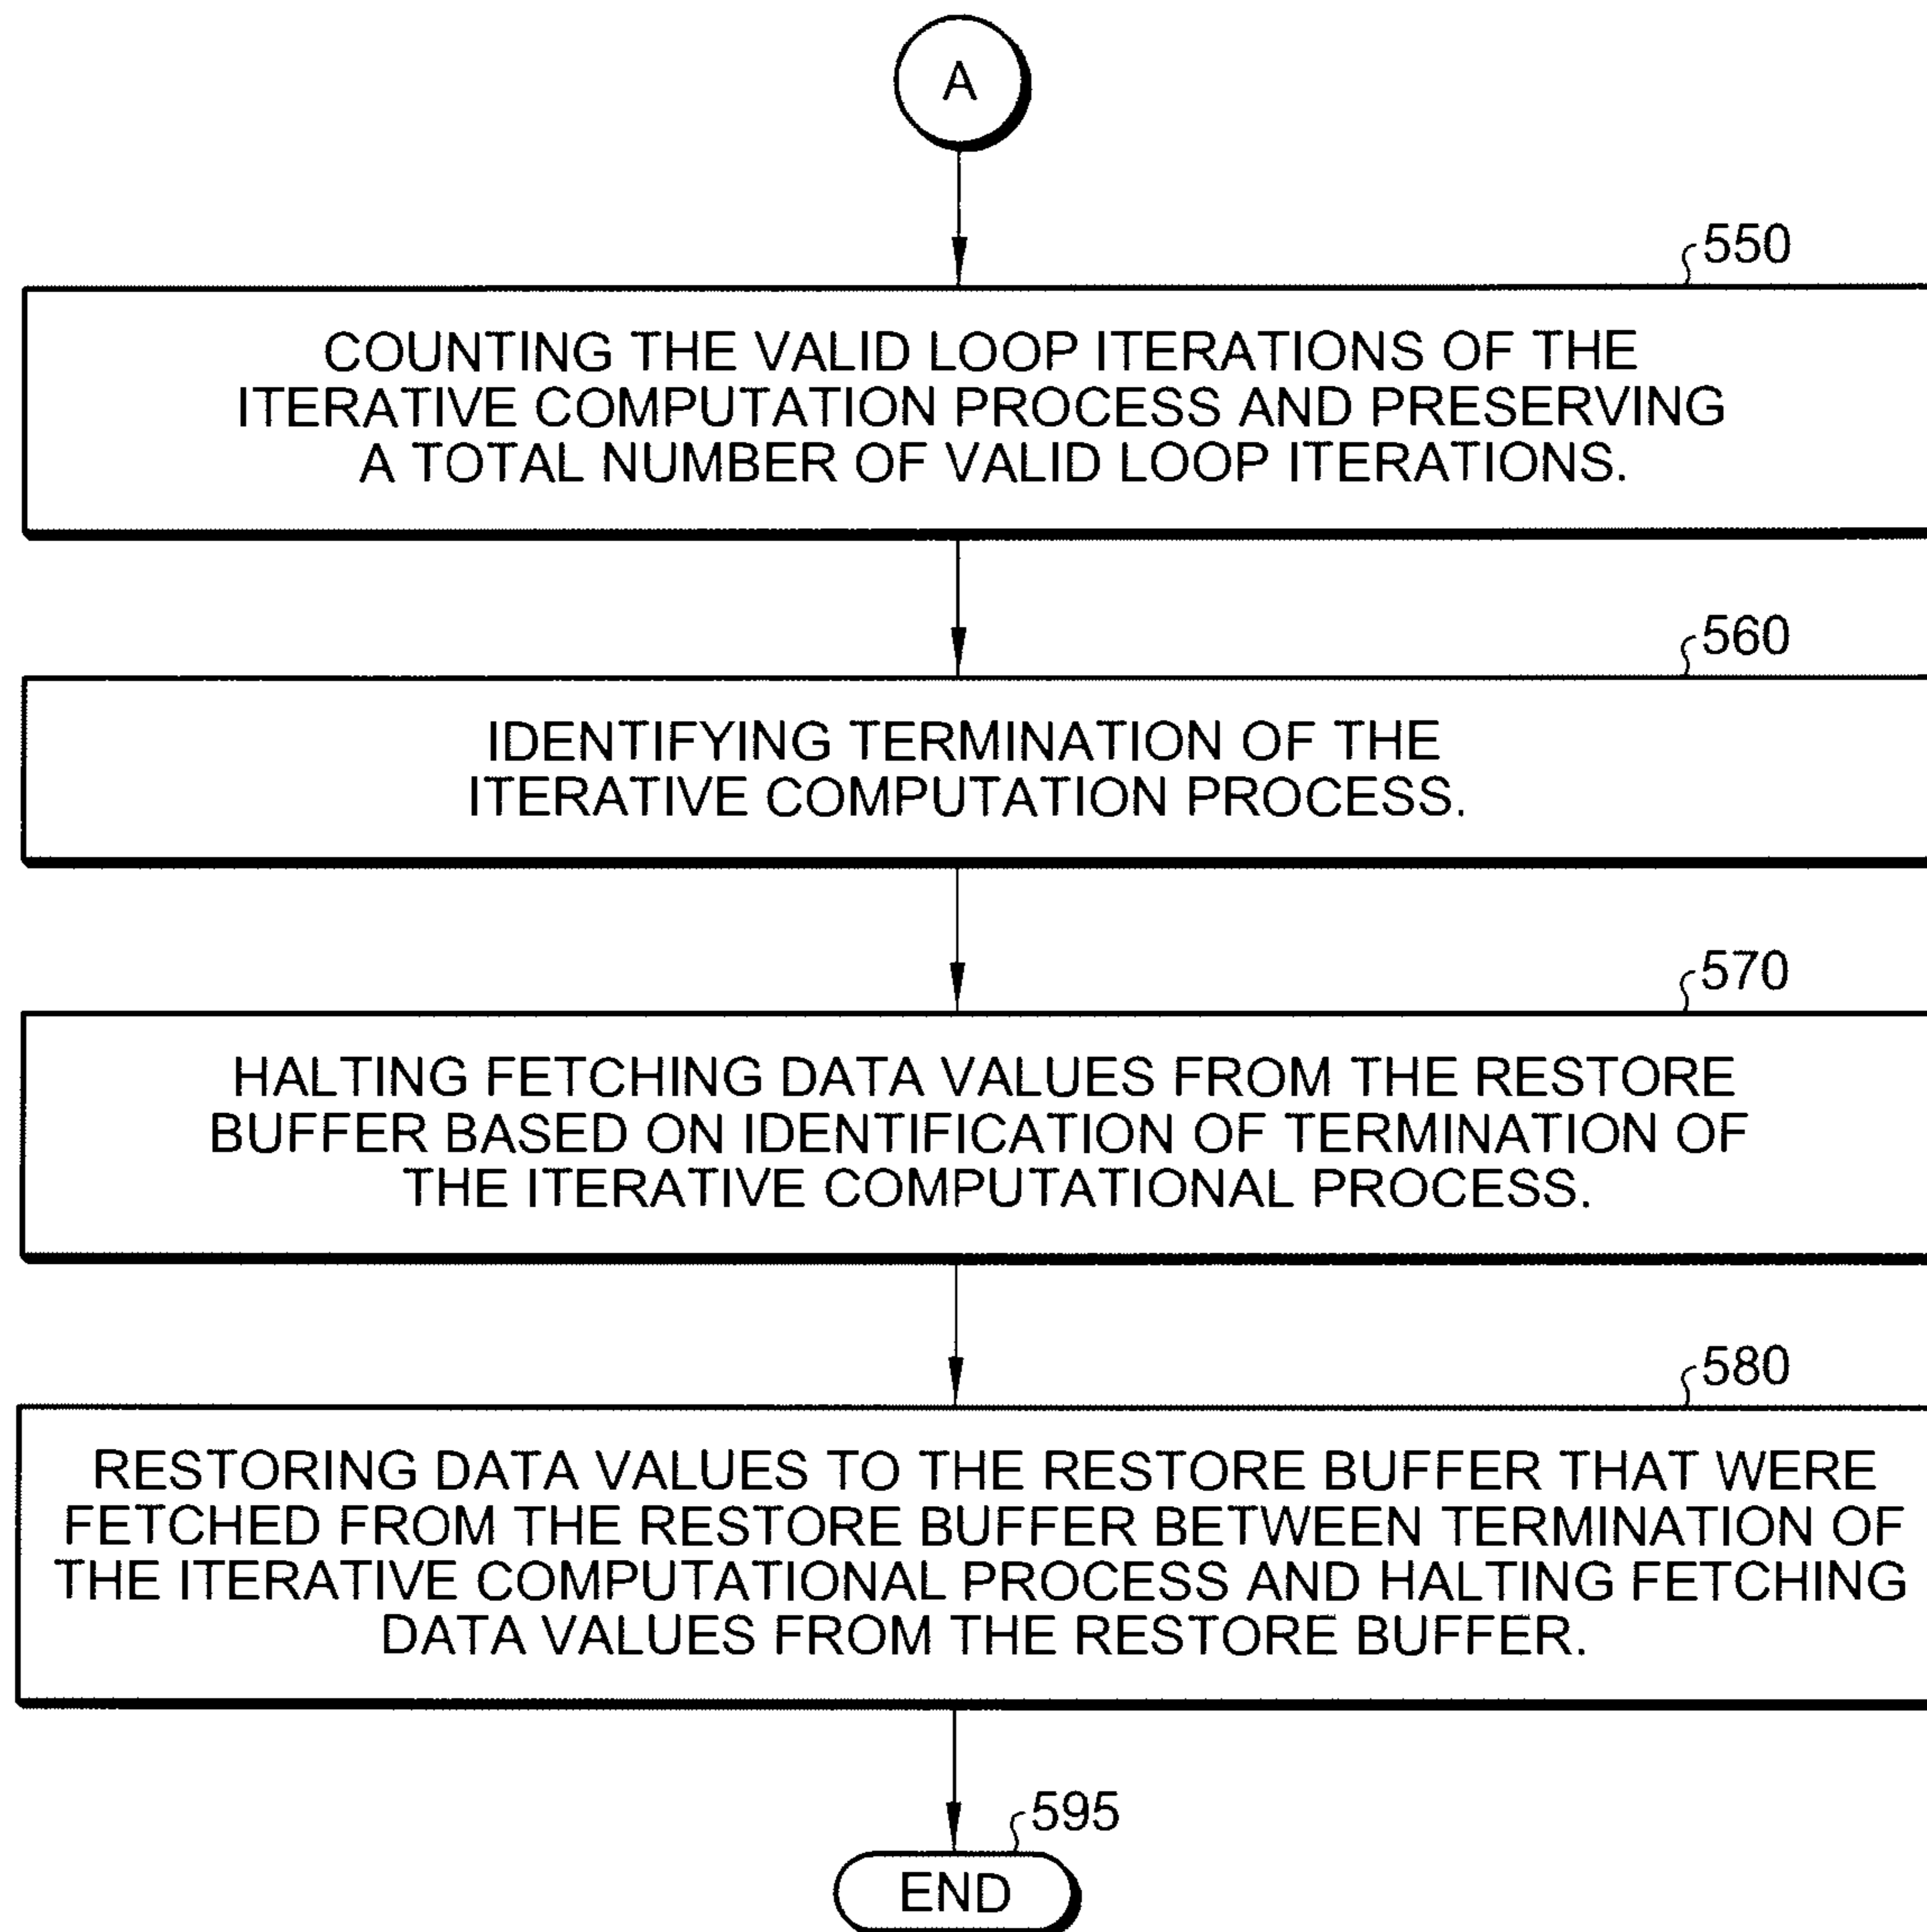 A
550
COUNTING THE VALID LOOP ITERATIONS OF THE
ITERATIVE COMPUTATION PROCESS AND PRESERVING
A TOTAL NUMBER OF VALID LOOP ITERATIONS.
560
IDENTIFYING TERMINATION OF THE
ITERATIVE COMPUTATION PROCESS.
570
HALTING FETCHING DATA VALUES FROM THE RESTORE
BUFFER BASED ON IDENTIFICATION OF TERMINATION OF
THE ITERATIVE COMPUTATIONAL PROCESS.
580
RESTORING DATA VALUES TO THE RESTORE BUFFER THAT WERE
FETCHED FROM THE RESTORE BUFFER BETWEEN TERMINATION OF
THE ITERATIVE COMPUTATIONAL PROCESS AND HALTING FETCHING
DATA VALUES FROM THE RESTORE BUFFER.
595
END